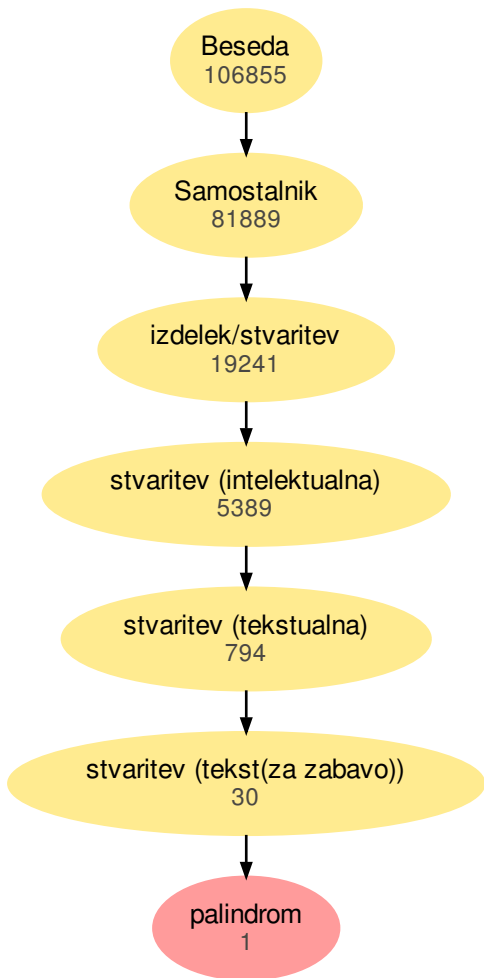 Beseda
106855
Samostalnik
81889
izdelek/stvaritev
19241
stvaritev (intelektualna)
5389
stvaritev (tekstualna)
794
stvaritev (tekst(za zabavo))
30
palindrom
1